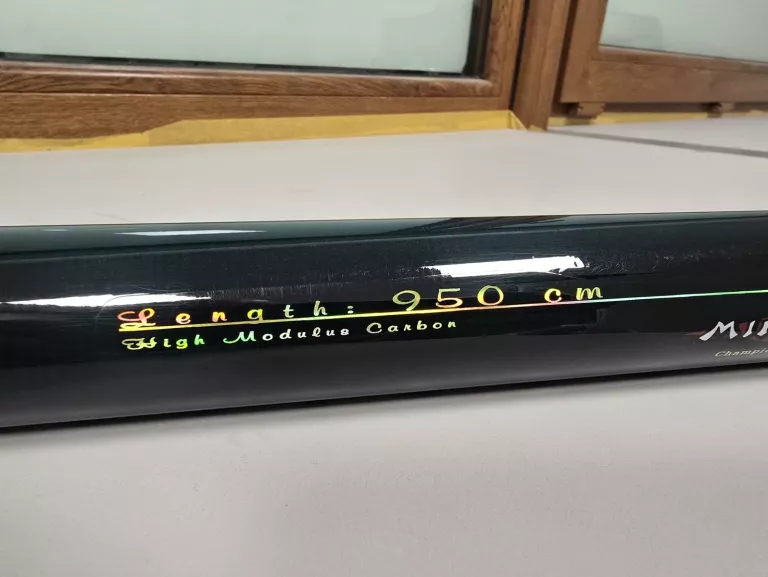 Length: 950 cm
High Modulus Carbon